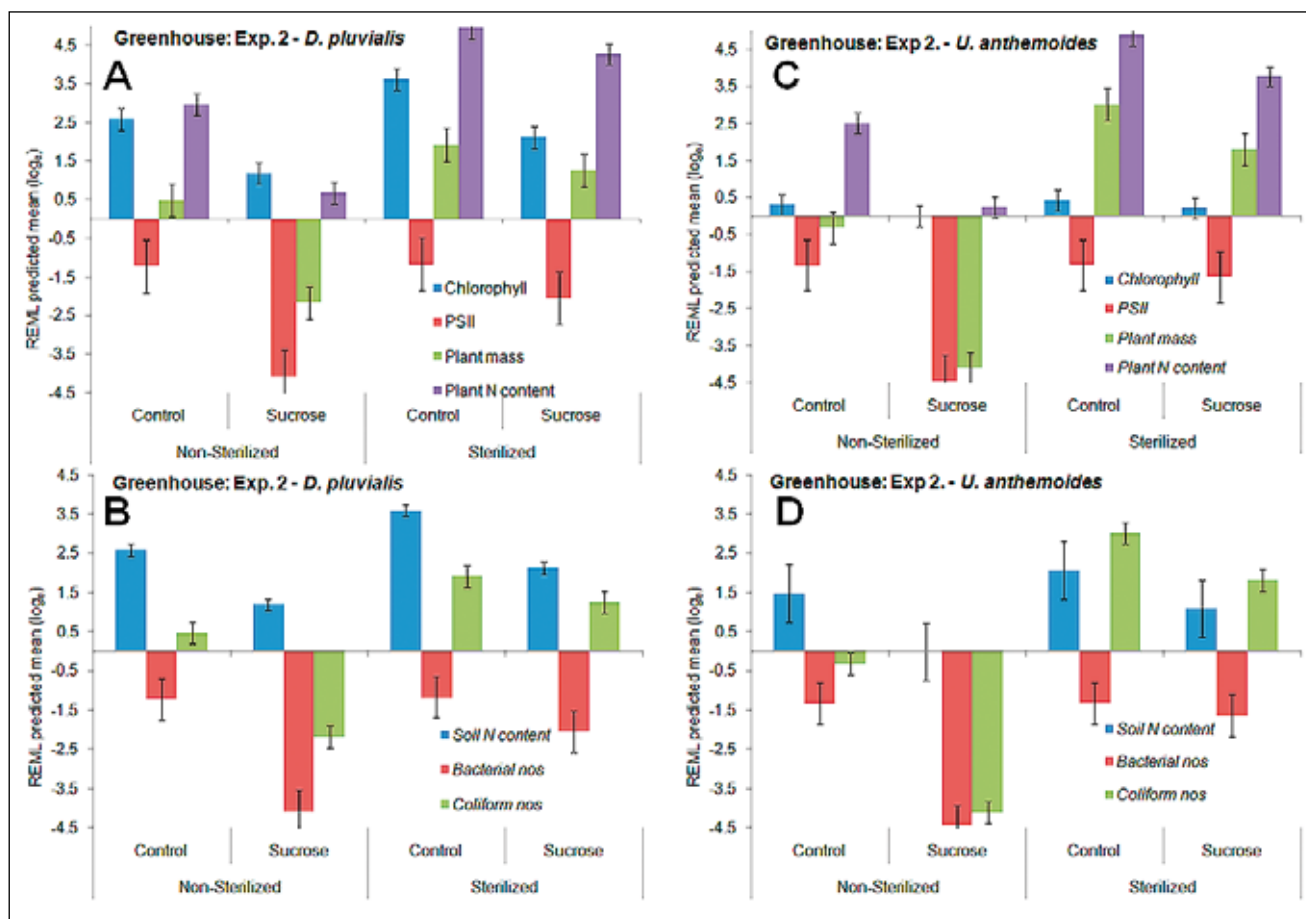 Greenhouse: Exp. 2 - D. pluvialis
A
REML predicted mean (logₑ)
4.5
3.5
2.5
1.5
0.5
-0.5
-1.5
-2.5
-3.5
-4.5
Chlorophyll
PSII
Plant mass
Plant N content
Control
Sucrose
Control
Sucrose
Non-Sterilized
Sterilized
Greenhouse: Exp 2. - U. anthemoides
C
REML predicted mean (logₑ)
4.5
3.5
2.5
1.5
0.5
-0.5
-1.5
-2.5
-3.5
-4.5
Chlorophyll
PSII
Plant mass
Plant N content
Control
Sucrose
Control
Sucrose
Non-Sterilized
Sterilized
Greenhouse: Exp. 2 - D. pluvialis
B
REML predicted mean (logₑ)
4.5
3.5
2.5
1.5
0.5
-0.5
-1.5
-2.5
-3.5
-4.5
Soil N content
Bacterial nos
Coliform nos
Control
Sucrose
Control
Sucrose
Non-Sterilized
Sterilized
Greenhouse: Exp 2. - U. anthemoides
D
REML predicted mean (logₑ)
4.5
3.5
2.5
1.5
0.5
-0.5
-1.5
-2.5
-3.5
-4.5
Soil N content
Bacterial nos
Coliform nos
Control
Sucrose
Control
Sucrose
Non-Sterilized
Sterilized